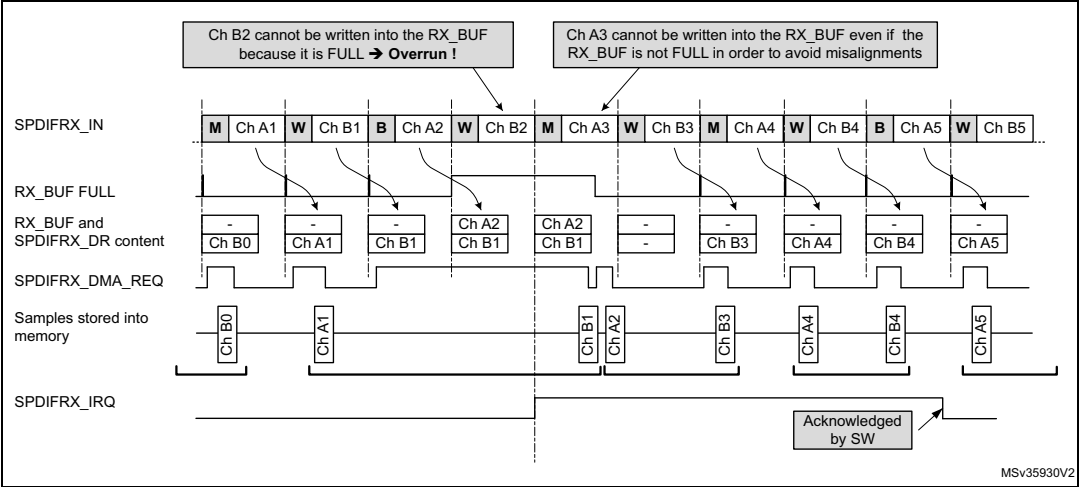 Ch B2 cannot be written into the RX_BUF
because it is FULL ➔ Overrun !
Ch A3 cannot be written into the RX_BUF even if the
RX_BUF is not FULL in order to avoid misalignments
SPDIFRX_IN
M Ch A1 W Ch B1 B Ch A2 W Ch B2 M Ch A3 W Ch B3 M Ch A4 W Ch B4 B Ch A5 W Ch B5
RX_BUF FULL
RX_BUF and
SPDIFRX_DR content
- - - Ch A2 Ch A2 - - - - -
Ch B0 Ch A1 Ch B1 Ch B1 Ch B1 - Ch B3 Ch A4 Ch B4 Ch A5
SPDIFRX_DMA_REQ
Samples stored into
memory
Ch B0 Ch A1 Ch B1 Ch A2 Ch B3 Ch A4 Ch B4 Ch A5
SPDIFRX_IRQ
Acknowledged
by SW
MSv35930V2